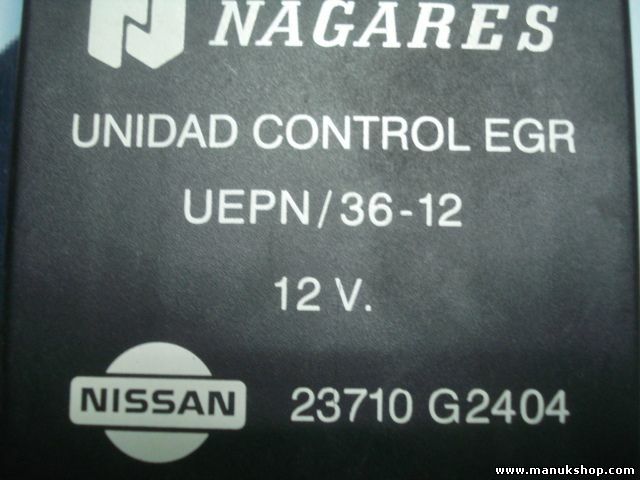 NAGARES
UNIDAD CONTROL EGR
UEPN/36-12
12 V.
NISSAN 23710 G2404
www.manukshop.com